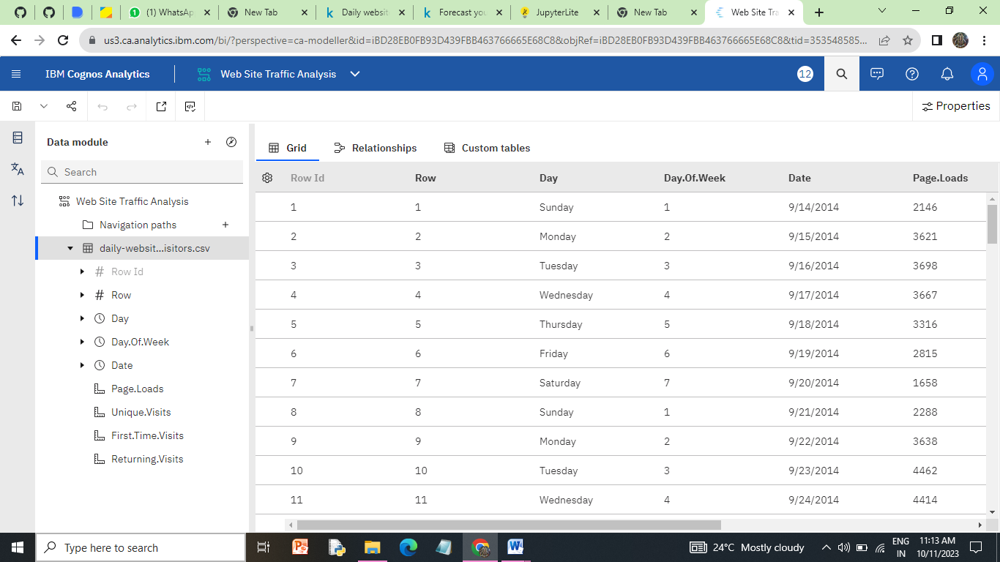 (1) WhatsAp
New Tab
Daily websit
Forecast you
JupyterLite
New Tab
Web Site Tra
us3.ca.analytics.ibm.com/bi/?perspective=ca-modeller&id=iBD28EB0FB93D439FBB463766665E68C8&objRef=iBD28EB0FB93D439FBB463766665E68C8&tid=353548585...
IBM Cognos Analytics
Web Site Traffic Analysis
12
Properties
Data module
Search
Web Site Traffic Analysis
Navigation paths
daily-websit...isitors.csv
Row Id
Row
Day
Day.Of.Week
Date
Page.Loads
Unique.Visits
First.Time.Visits
Returning.Visits
Grid Relationships Custom tables
Row Id Row Day Day.Of.Week Date Page.Loads
1 1 Sunday 1 9/14/2014 2146
2 2 Monday 2 9/15/2014 3621
3 3 Tuesday 3 9/16/2014 3698
4 4 Wednesday 4 9/17/2014 3667
5 5 Thursday 5 9/18/2014 3316
6 6 Friday 6 9/19/2014 2815
7 7 Saturday 7 9/20/2014 1658
8 8 Sunday 1 9/21/2014 2288
9 9 Monday 2 9/22/2014 3638
10 10 Tuesday 3 9/23/2014 4462
11 11 Wednesday 4 9/24/2014 4414
Type here to search
24°C Mostly cloudy
ENG
IN
11:13 AM
10/11/2023